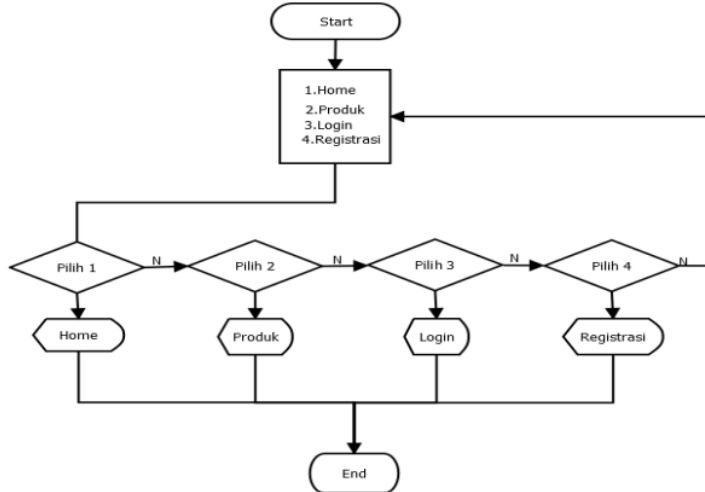 Start
1.Home
2.Produk
3.Login
4.Registrasi
Pilih 1
N
Pilih 2
N
Pilih 3
N
Pilih 4
N
Home
Produk
Login
Registrasi
End